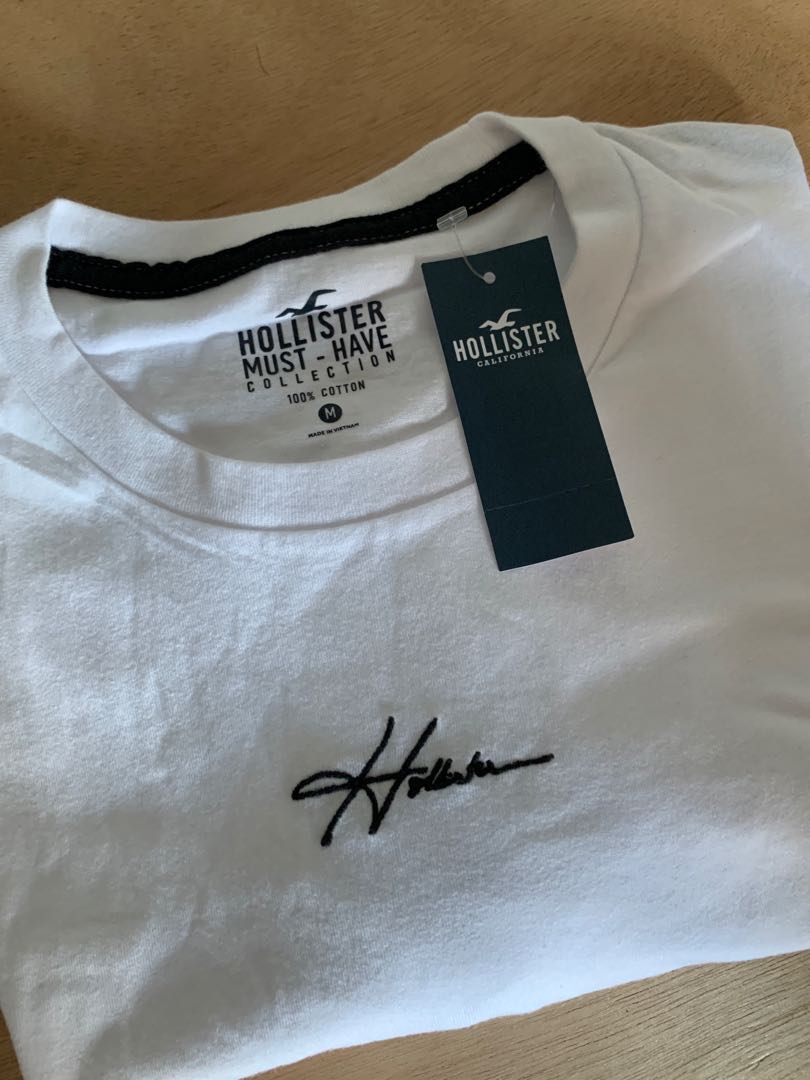 HOLLISTER
MUST - HAVE
COLLECTION
100% COTTON
M
MADE IN VIETNAM
HOLLISTER
CALIFORNIA
Hollister